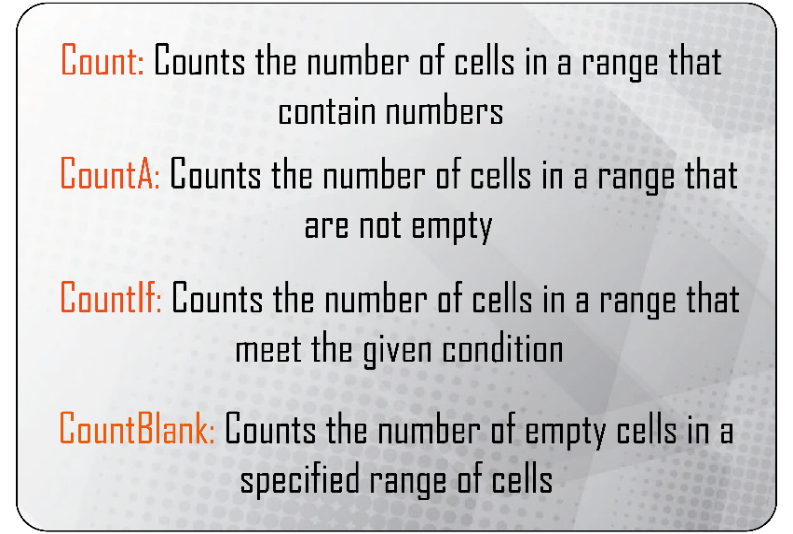 Count: Counts the number of cells in a range that
contain numbers
CountA: Counts the number of cells in a range that
are not empty
CountIf: Counts the number of cells in a range that
meet the given condition
CountBlank: Counts the number of empty cells in a
specified range of cells